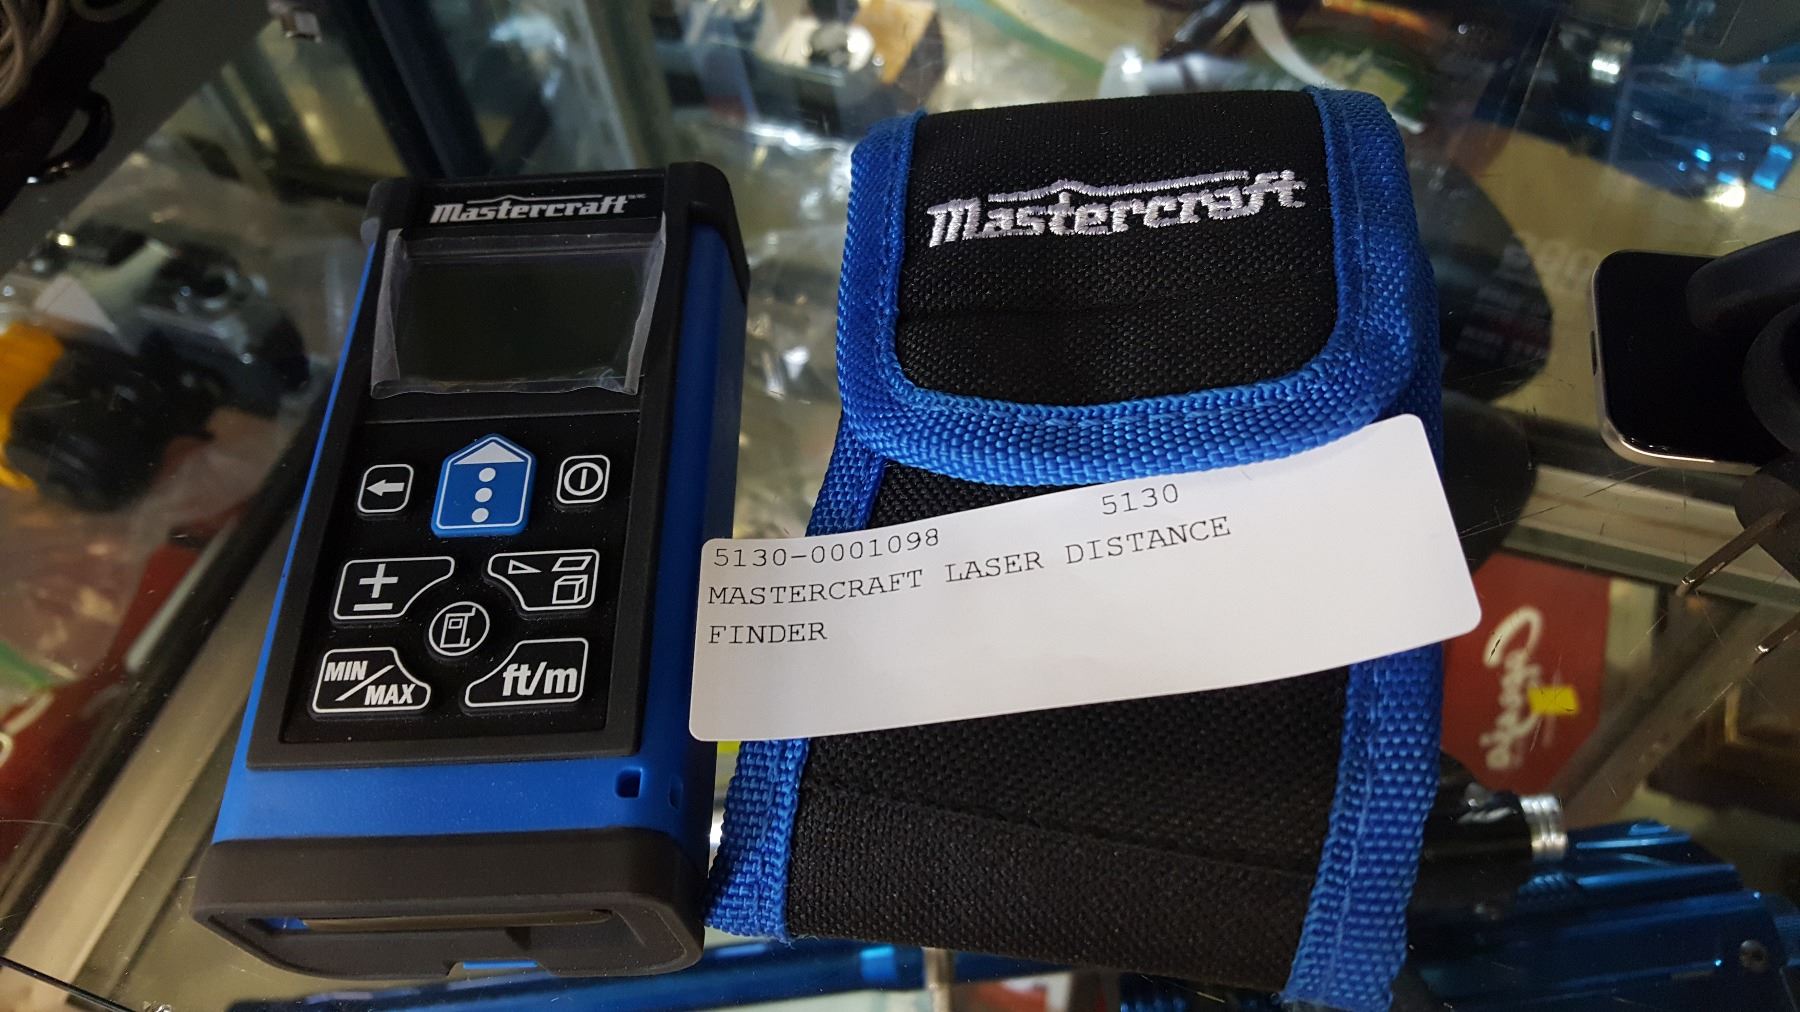 Mastercraft
MIN/MAX
ft/m
Mastercraft
5130-0001098 5130
MASTERCRAFT LASER DISTANCE
FINDER